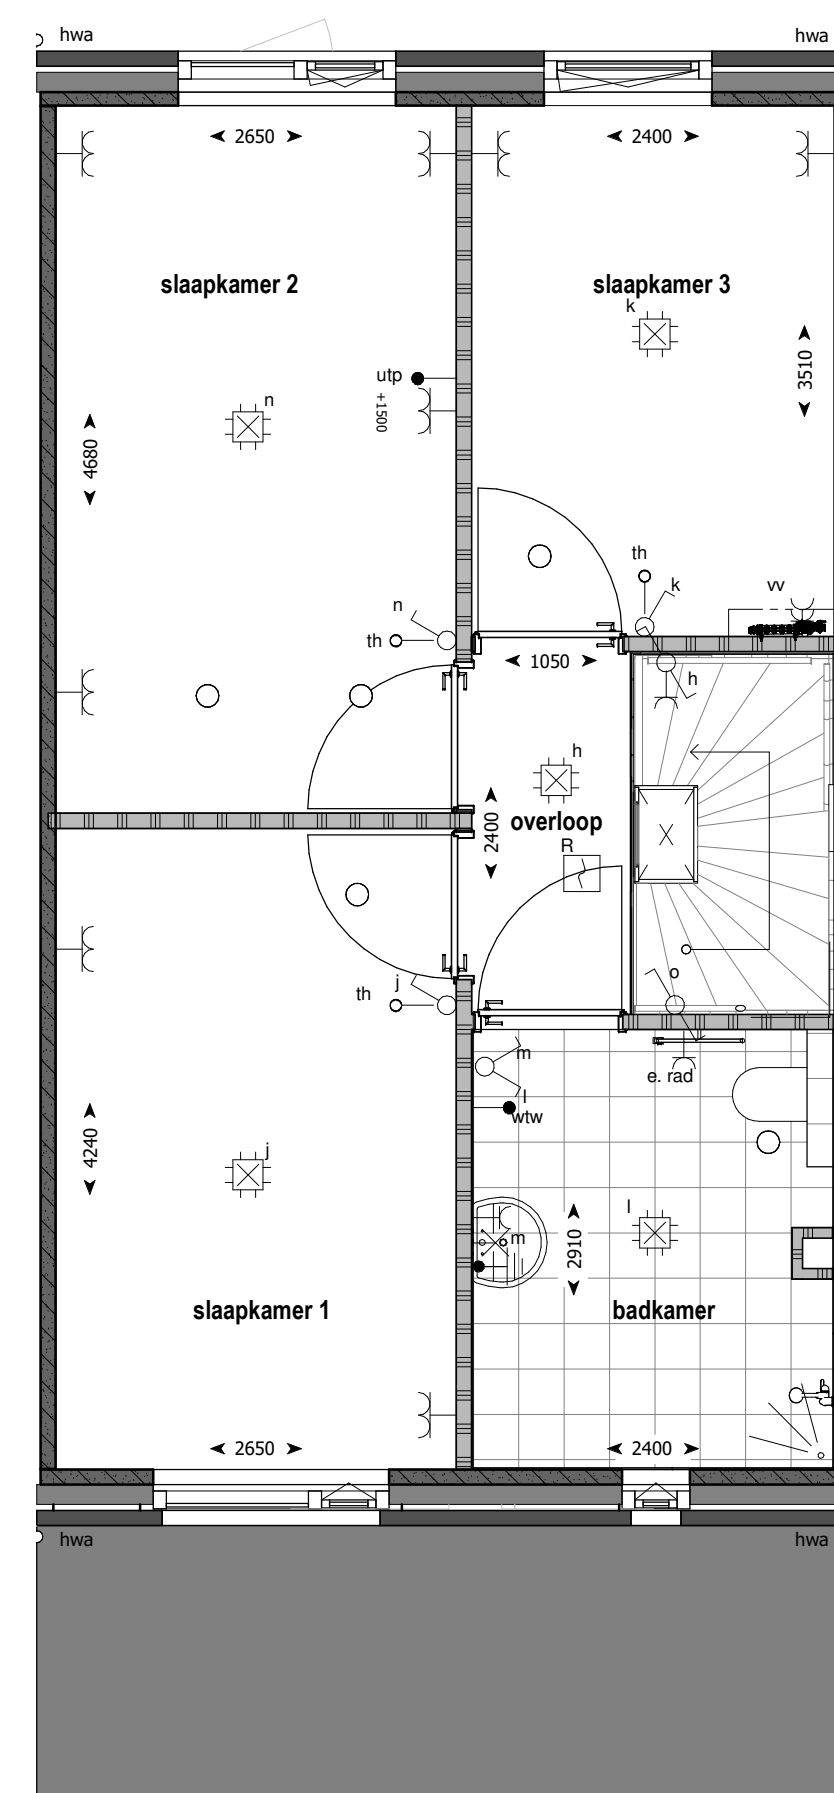 hwa
hwa
2650
2400
slaapkamer 2
slaapkamer 3
k
3510
utp
+1500
n
4680
th
k
vv
n
th
1050
h
h
2400
overloop
R
j
th
o
m
e. rad
l
wtw
4240
j
l
m
2910
slaapkamer 1
badkamer
2650
2400
hwa
hwa